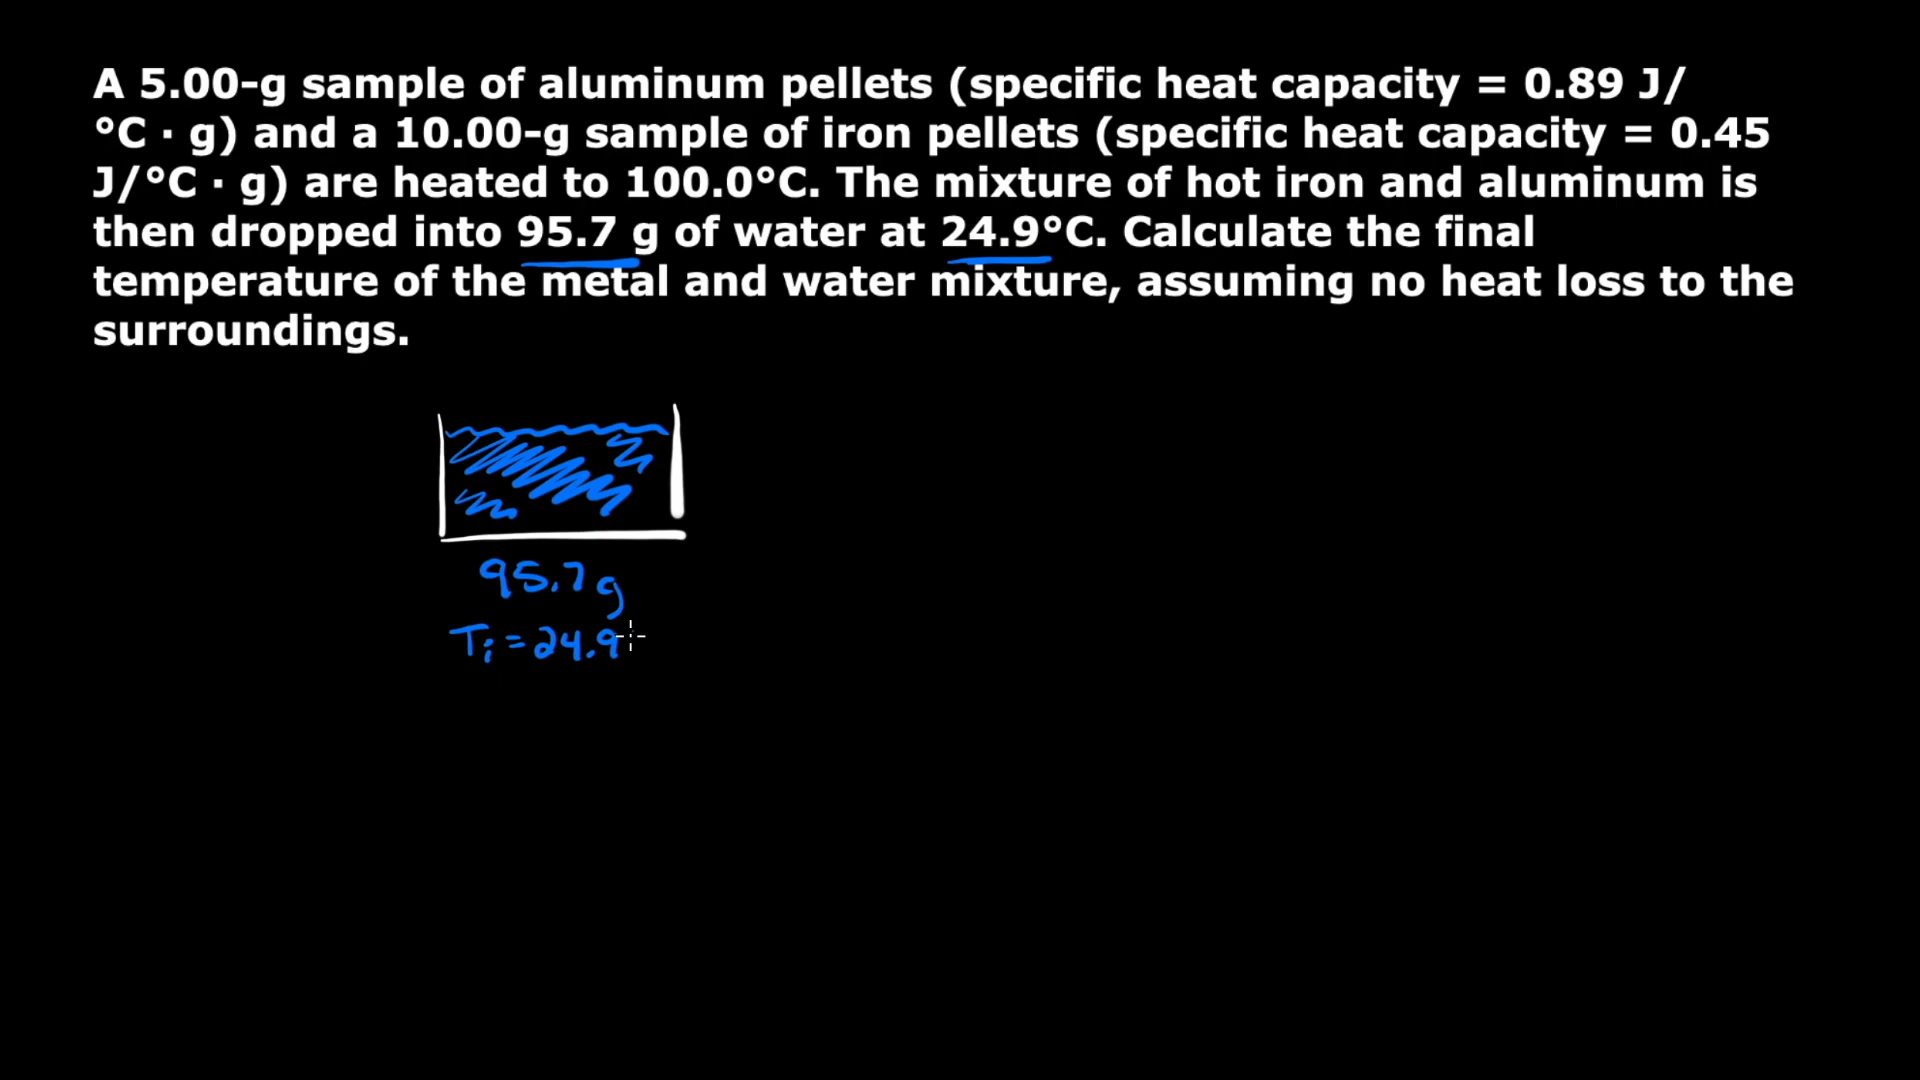 A 5.00-g sample of aluminum pellets (specific heat capacity = 0.89 J/
°C · g) and a 10.00-g sample of iron pellets (specific heat capacity = 0.45
J/°C · g) are heated to 100.0°C. The mixture of hot iron and aluminum is
then dropped into 95.7 g of water at 24.9°C. Calculate the final
temperature of the metal and water mixture, assuming no heat loss to the
surroundings.
95.7g
Ti = 24.9